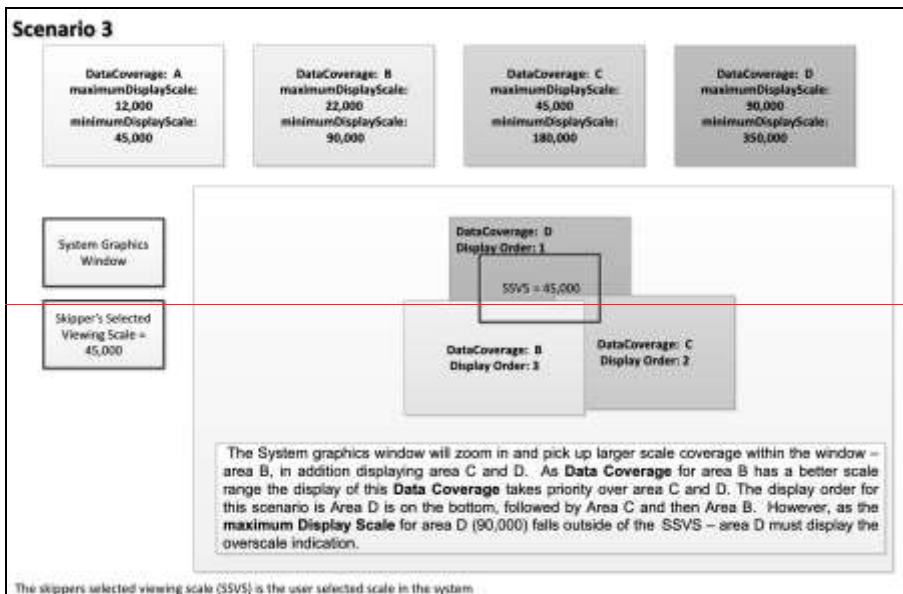 Scenario 3
DataCoverage: A
maximumDisplayScale:
12,000
minimumDisplayScale:
45,000
DataCoverage: B
maximumDisplayScale:
22,000
minimumDisplayScale:
90,000
DataCoverage: C
maximumDisplayScale:
45,000
minimumDisplayScale:
180,000
DataCoverage: D
maximumDisplayScale:
90,000
minimumDisplayScale:
350,000
System Graphics
Window
Skipper's Selected
Viewing Scale =
45,000
DataCoverage: D
Display Order: 1
SSVS = 45,000
DataCoverage: B
Display Order: 3
DataCoverage: C
Display Order: 2
The System graphics window will zoom in and pick up larger scale coverage within the window –
area B, in addition displaying area C and D. As Data Coverage for area B has a better scale
range the display of this Data Coverage takes priority over area C and D. The display order for
this scenario is Area D is on the bottom, followed by Area C and then Area B. However, as the
maximum Display Scale for area D (90,000) falls outside of the SSVS – area D must display the
overscale indication.
The skippers selected viewing scale (SSVS) is the user selected scale in the system